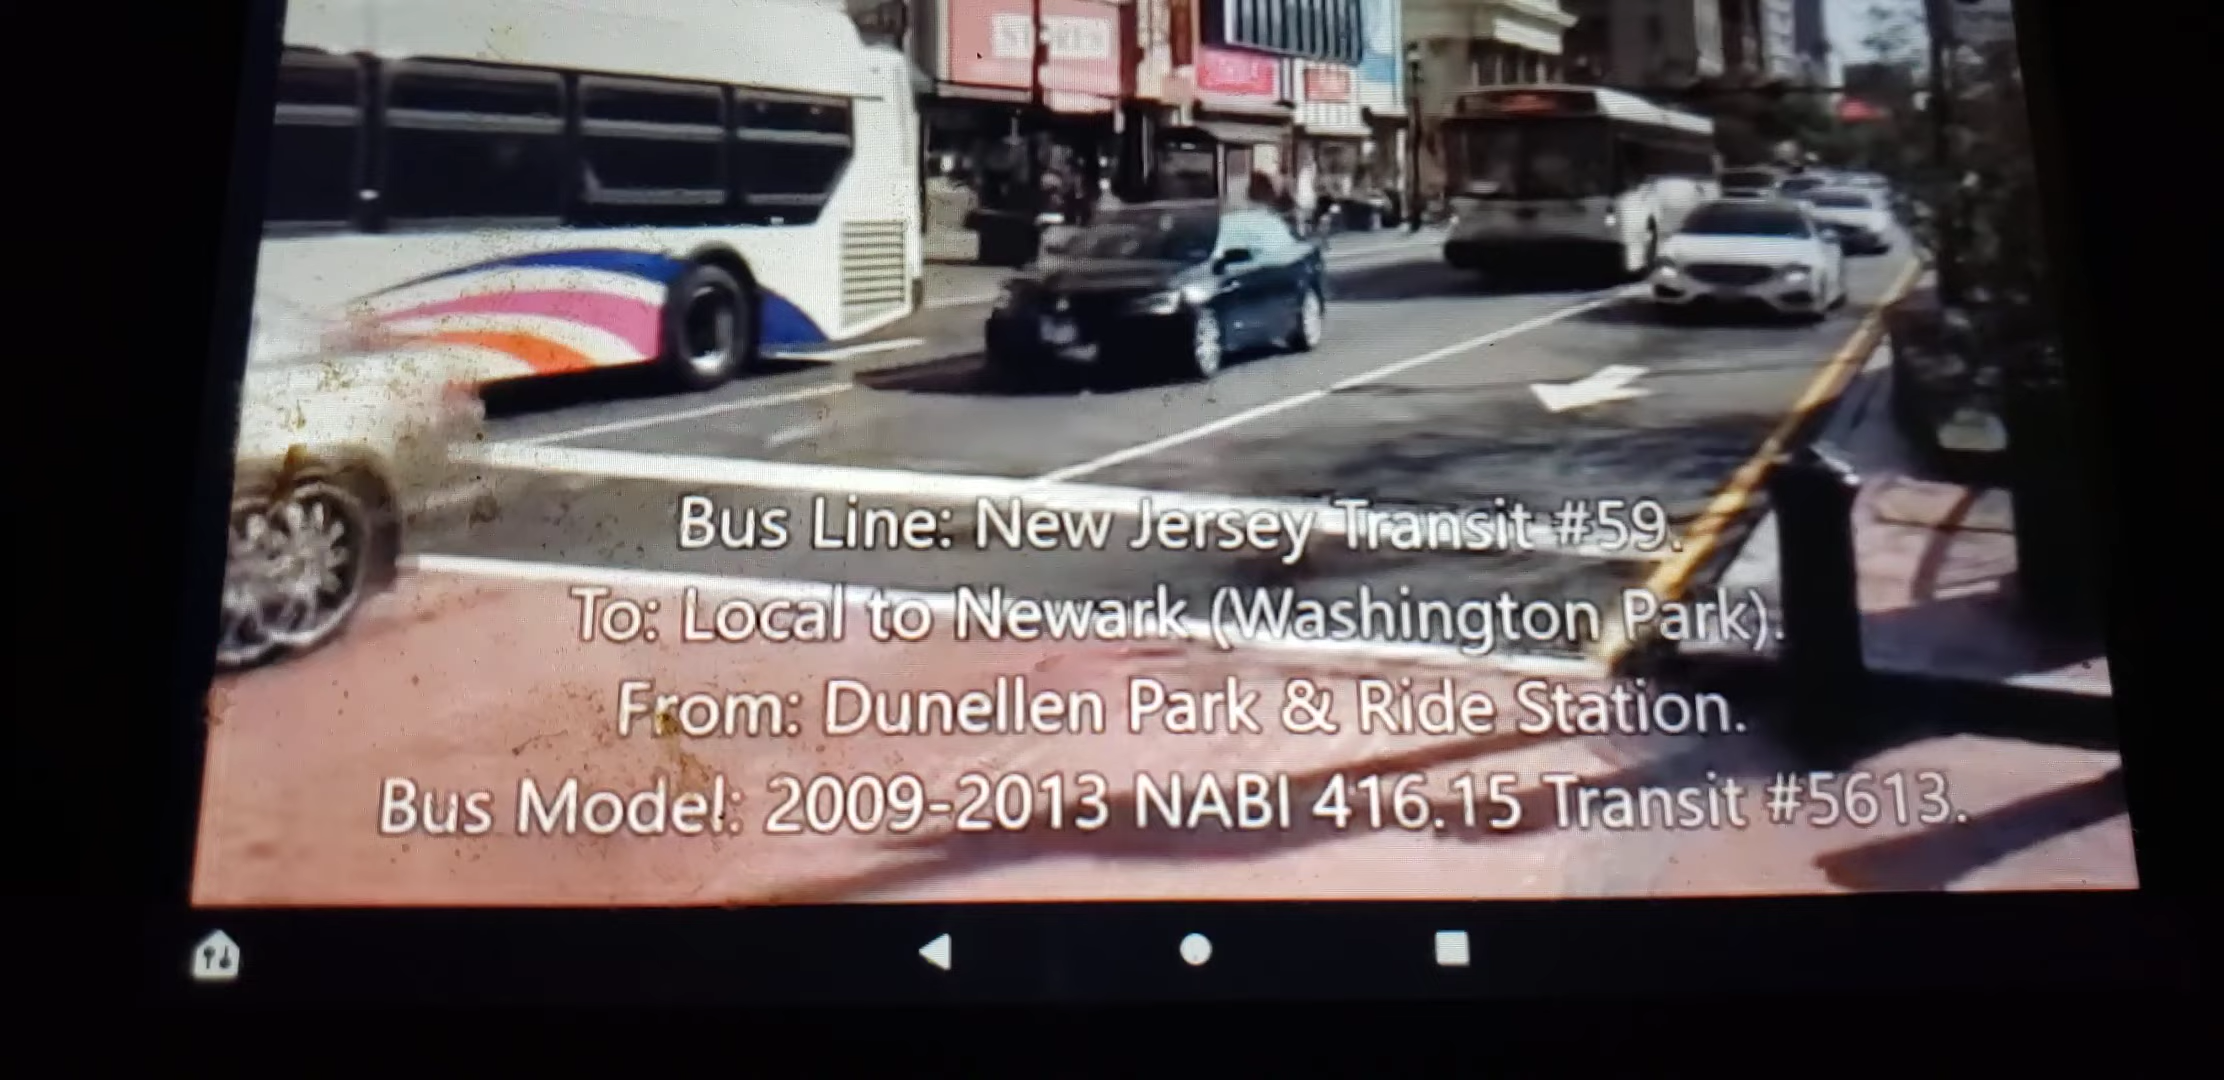 STORES
Bus Line: New Jersey Transit #59.
To: Local to Newark (Washington Park).
From: Dunellen Park & Ride Station.
Bus Model: 2009-2013 NABI 416.15 Transit #5613.